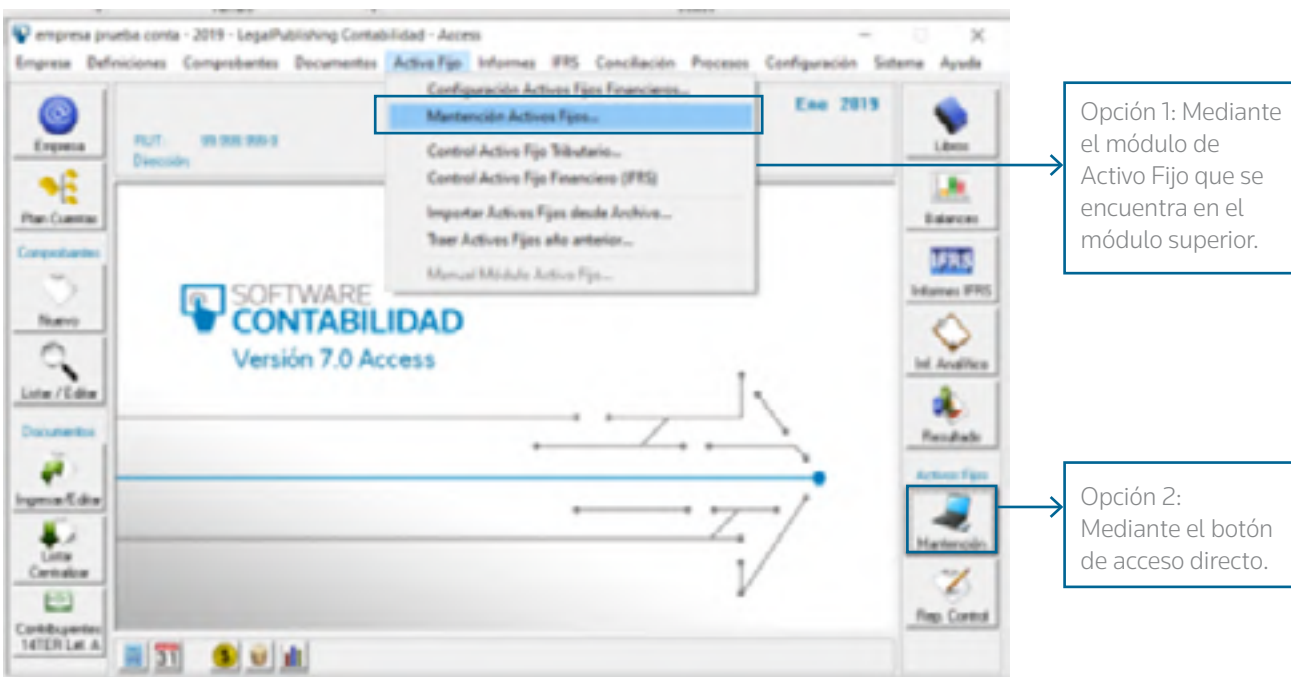 empresa prueba conta - 2019 - LegalPublishing Contabilidad - Access
Empresa Definiciones Comprobantes Documentos Activo Fijo Informes IFRS Conciliación Procesos Configuración Sistema Ayuda
Configuración Activos Fijos Financieros...
Mantención Activos Fijos...
Control Activo Fijo Tributario...
Control Activo Fijo Financiero (IFRS)
Importar Activos Fijos desde Archivo...
Traer Activos Fijos año anterior...
Manual Módulo Activo Fijo...
Ene 2019
RUT:
Dirección:
Empresa
Plan Cuentas
Comprobantes
Nuevo
Listar / Editar
Documentos
Ingresar/Editar
Listar
Centralizar
Contribuyentes
14TER Let. A
SOFTWARE
CONTABILIDAD
Versión 7.0 Access
31
Libros
Balances
IFRS
Informes IFRS
Inf. Analítico
Resultado
Activos Fijos
Mantención
Rep. Control
Opción 1: Mediante
el módulo de
Activo Fijo que se
encuentra en el
módulo superior.
Opción 2:
Mediante el botón
de acceso directo.